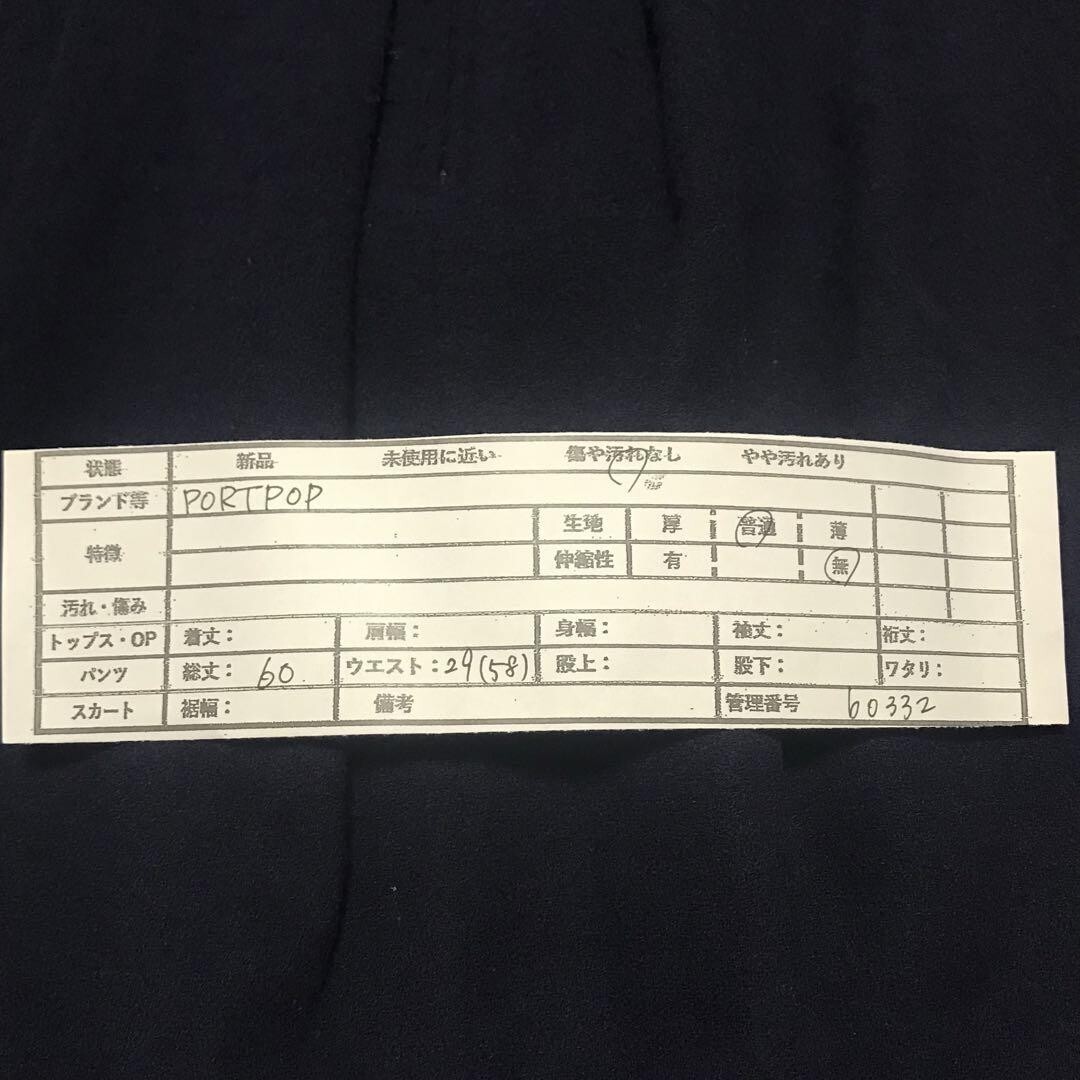 状態 新品 未使用に近い 傷や汚れなし やや汚れあり
ブランド等 PORTPOP
特徴 生地 厚 普通 薄
伸縮性 有 無
汚れ・傷み
トップス・OP 着丈: 肩幅: 身幅: 袖丈: 裄丈:
パンツ 総丈: 60 ウエスト:29(58) 股上: 股下: ワタリ:
スカート 裾幅: 備考 管理番号 60332